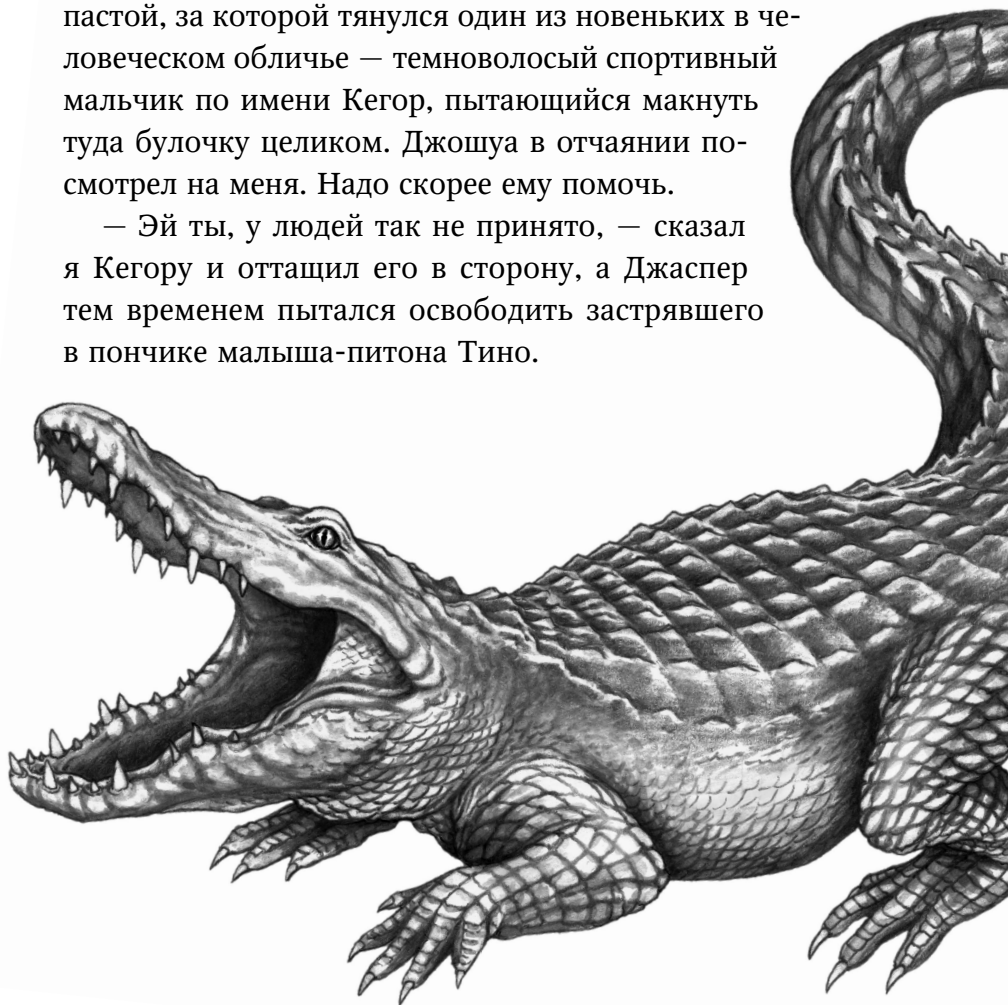 пастой, за которой тянулся один из новеньких в че-
ловеческом обличье — темноволосый спортивный
мальчик по имени Кегор, пытающийся макнуть
туда булочку целиком. Джошуа в отчаянии по-
смотрел на меня. Надо скорее ему помочь.
— Эй ты, у людей так не принято, — сказал
я Кегору и оттащил его в сторону, а Джаспер
тем временем пытался освободить застрявшего
в пончике малыша-питона Тино.